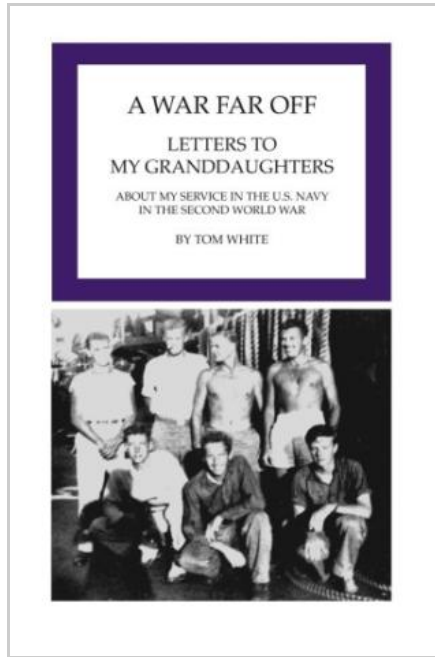 A WAR FAR OFF
LETTERS TO
MY GRANDDAUGHTERS
ABOUT MY SERVICE IN THE U.S. NAVY
IN THE SECOND WORLD WAR
BY TOM WHITE